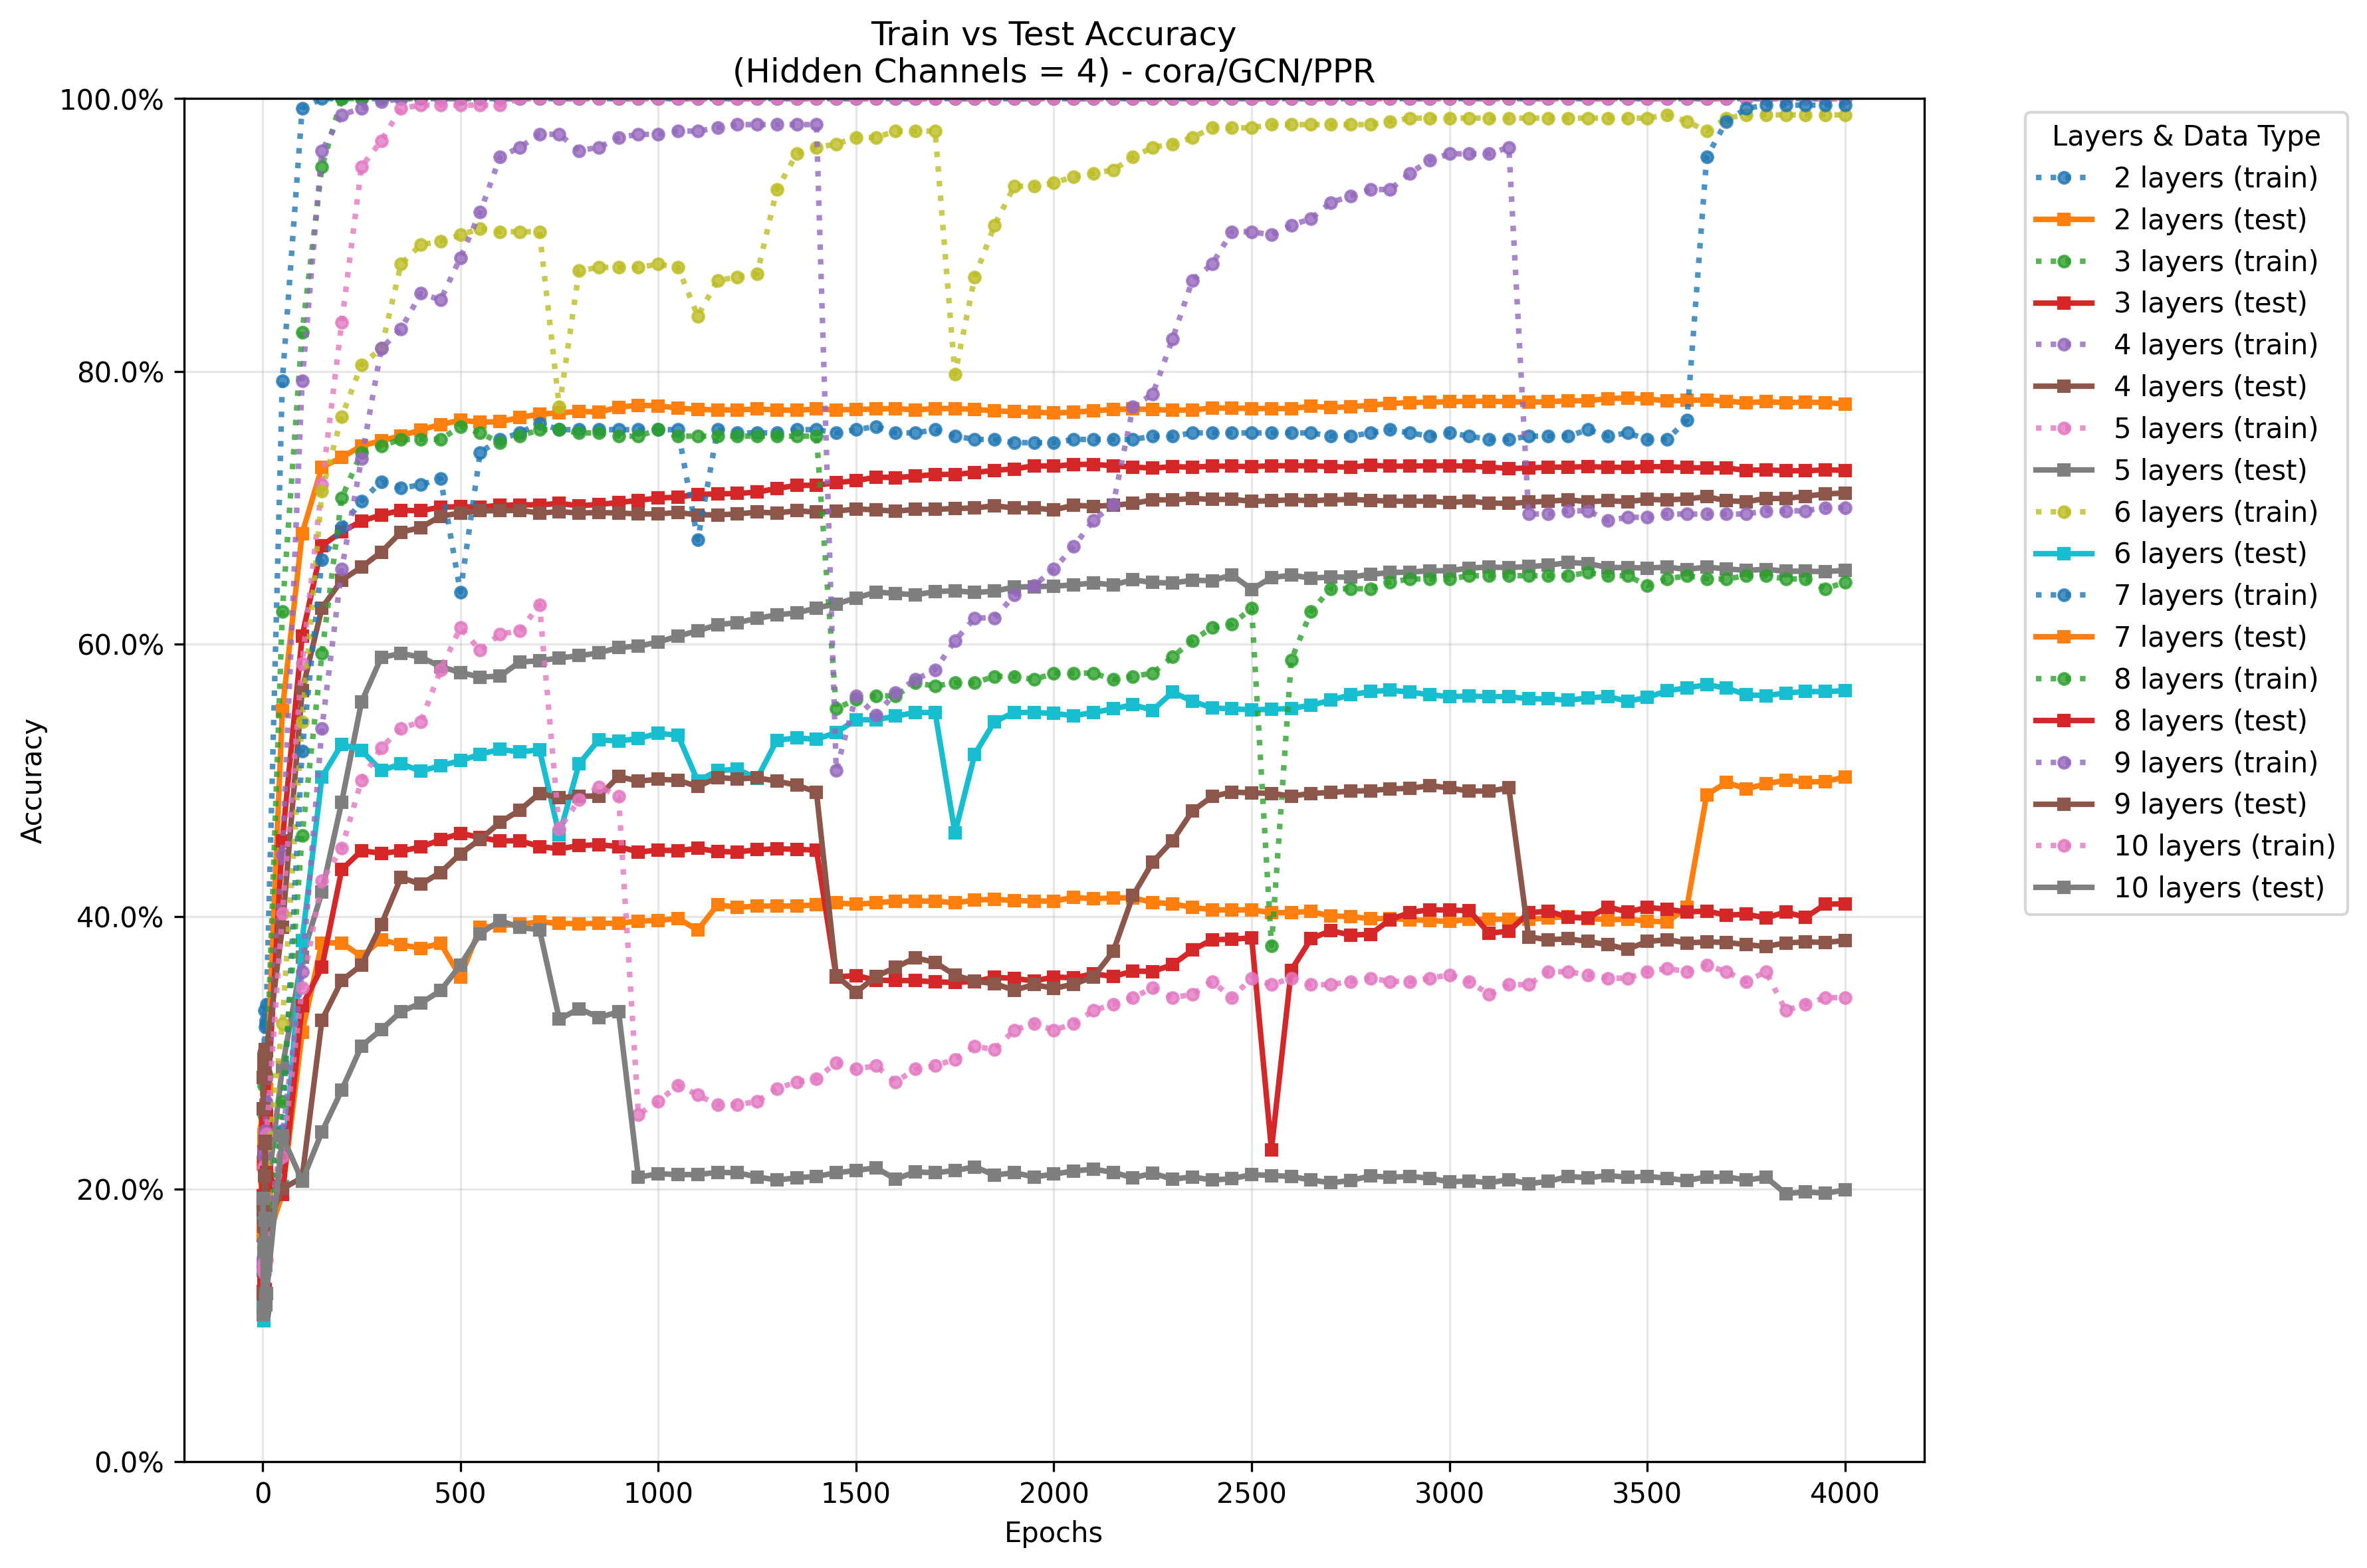 Train vs Test Accuracy
(Hidden Channels = 4) - cora/GCN/PPR
100.0%
80.0%
60.0%
40.0%
20.0%
0.0%
Accuracy
0
500
1000
1500
2000
2500
3000
3500
4000
Epochs
Layers & Data Type
2 layers (train)
2 layers (test)
3 layers (train)
3 layers (test)
4 layers (train)
4 layers (test)
5 layers (train)
5 layers (test)
6 layers (train)
6 layers (test)
7 layers (train)
7 layers (test)
8 layers (train)
8 layers (test)
9 layers (train)
9 layers (test)
10 layers (train)
10 layers (test)